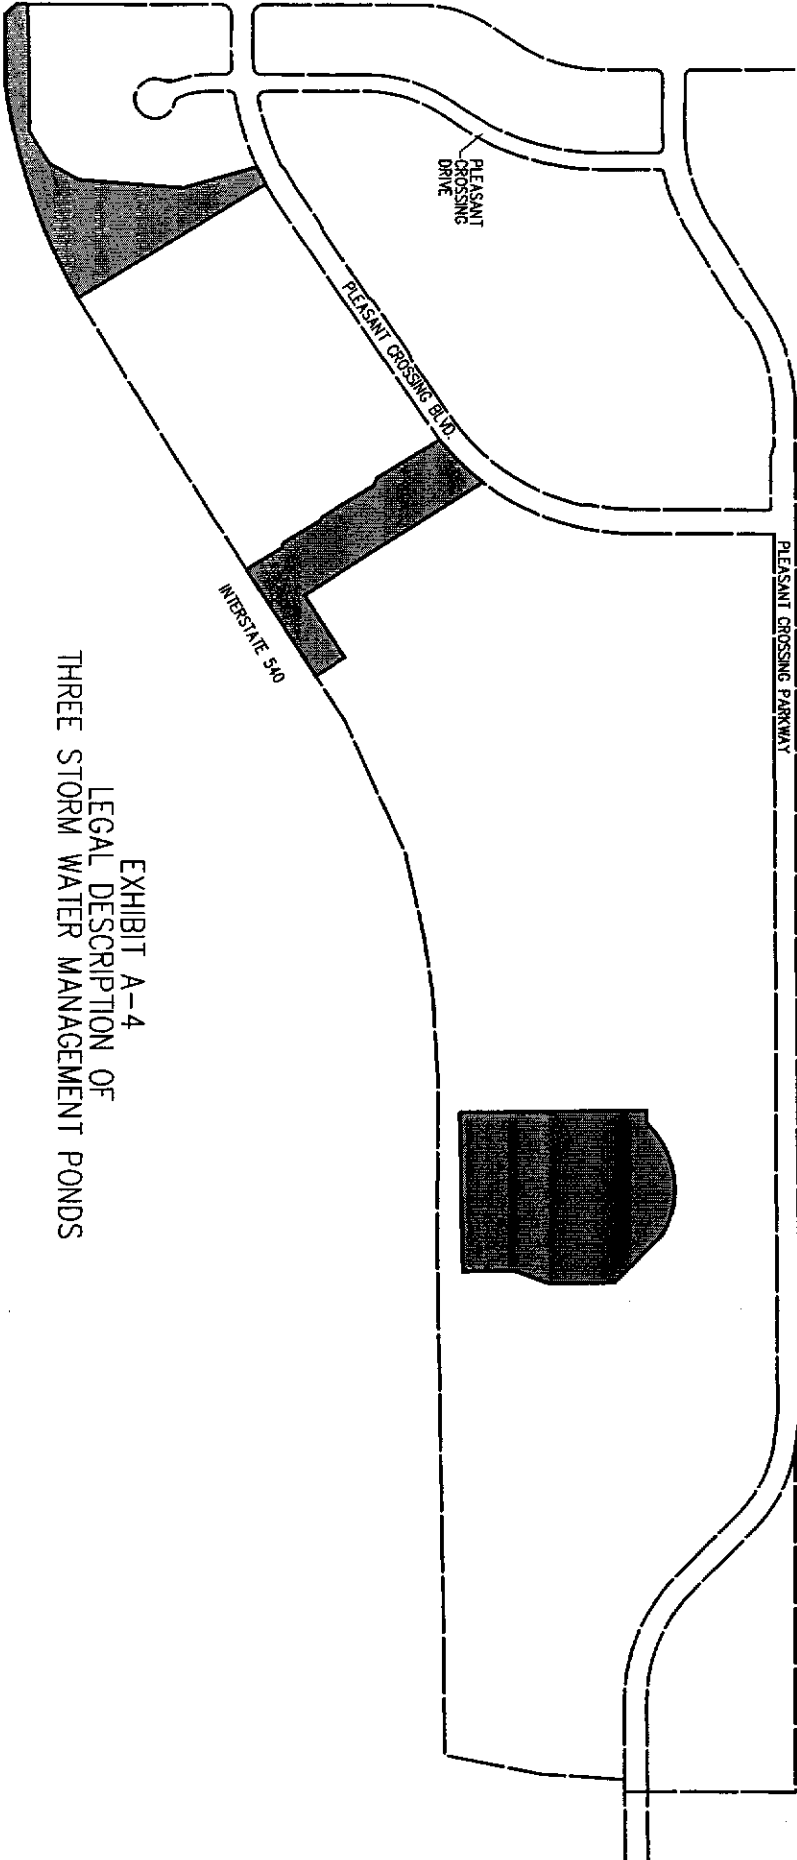 PLEASANT
CROSSING
DRIVE
PLEASANT CROSSING BLVD.
PLEASANT CROSSING PARKWAY
INTERSTATE 540
EXHIBIT A-4
LEGAL DESCRIPTION OF
THREE STORM WATER MANAGEMENT PONDS